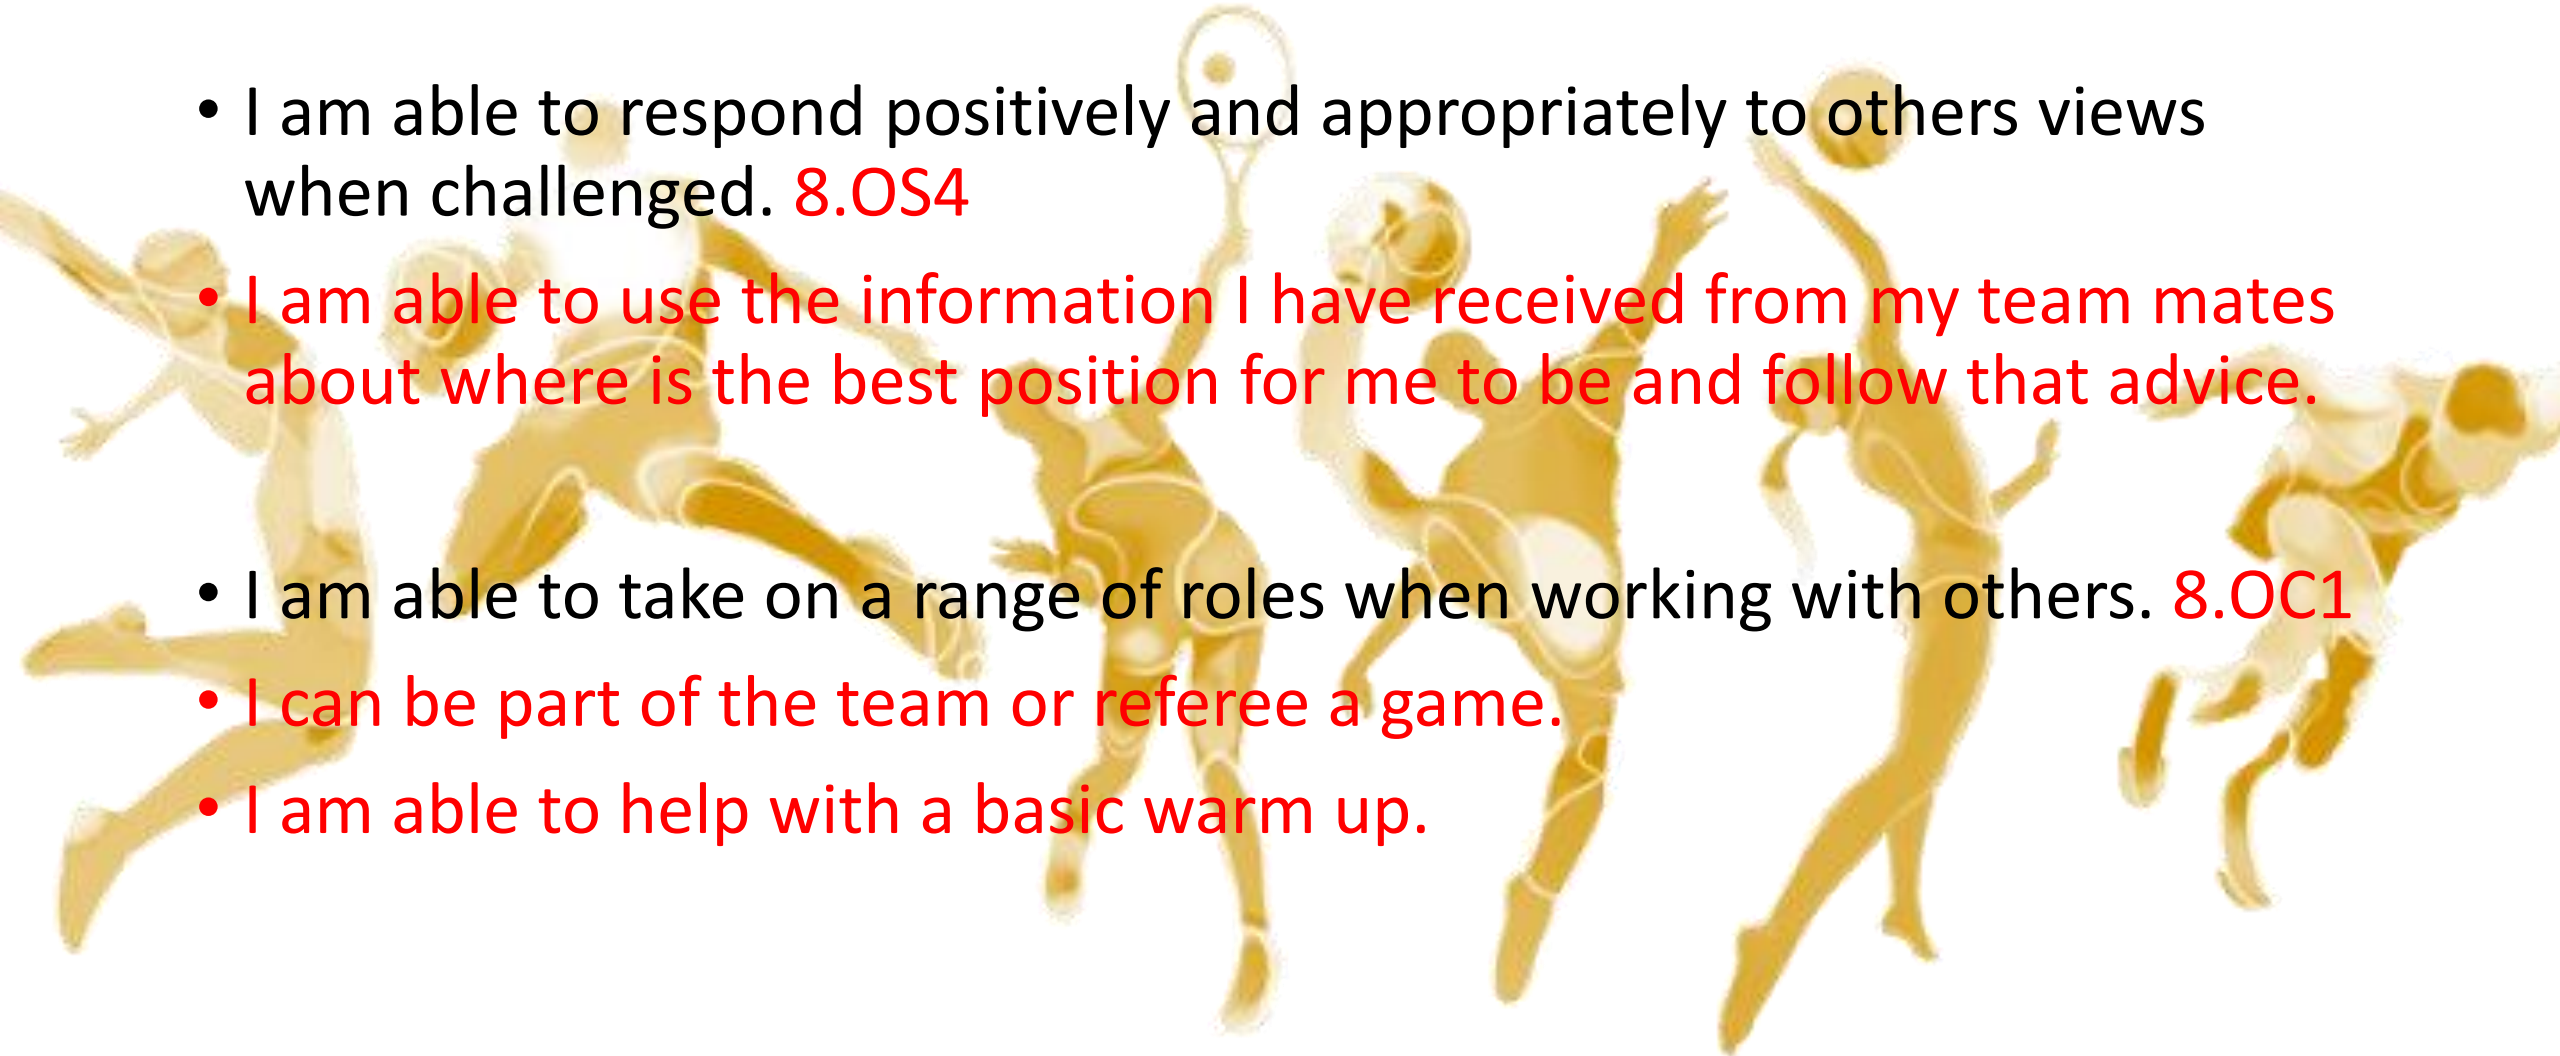 • I am able to respond positively and appropriately to others views
when challenged. 8.OS4
• I am able to use the information I have received from my team mates
about where is the best position for me to be and follow that advice.
• I am able to take on a range of roles when working with others. 8.OC1
• I can be part of the team or referee a game.
• I am able to help with a basic warm up.